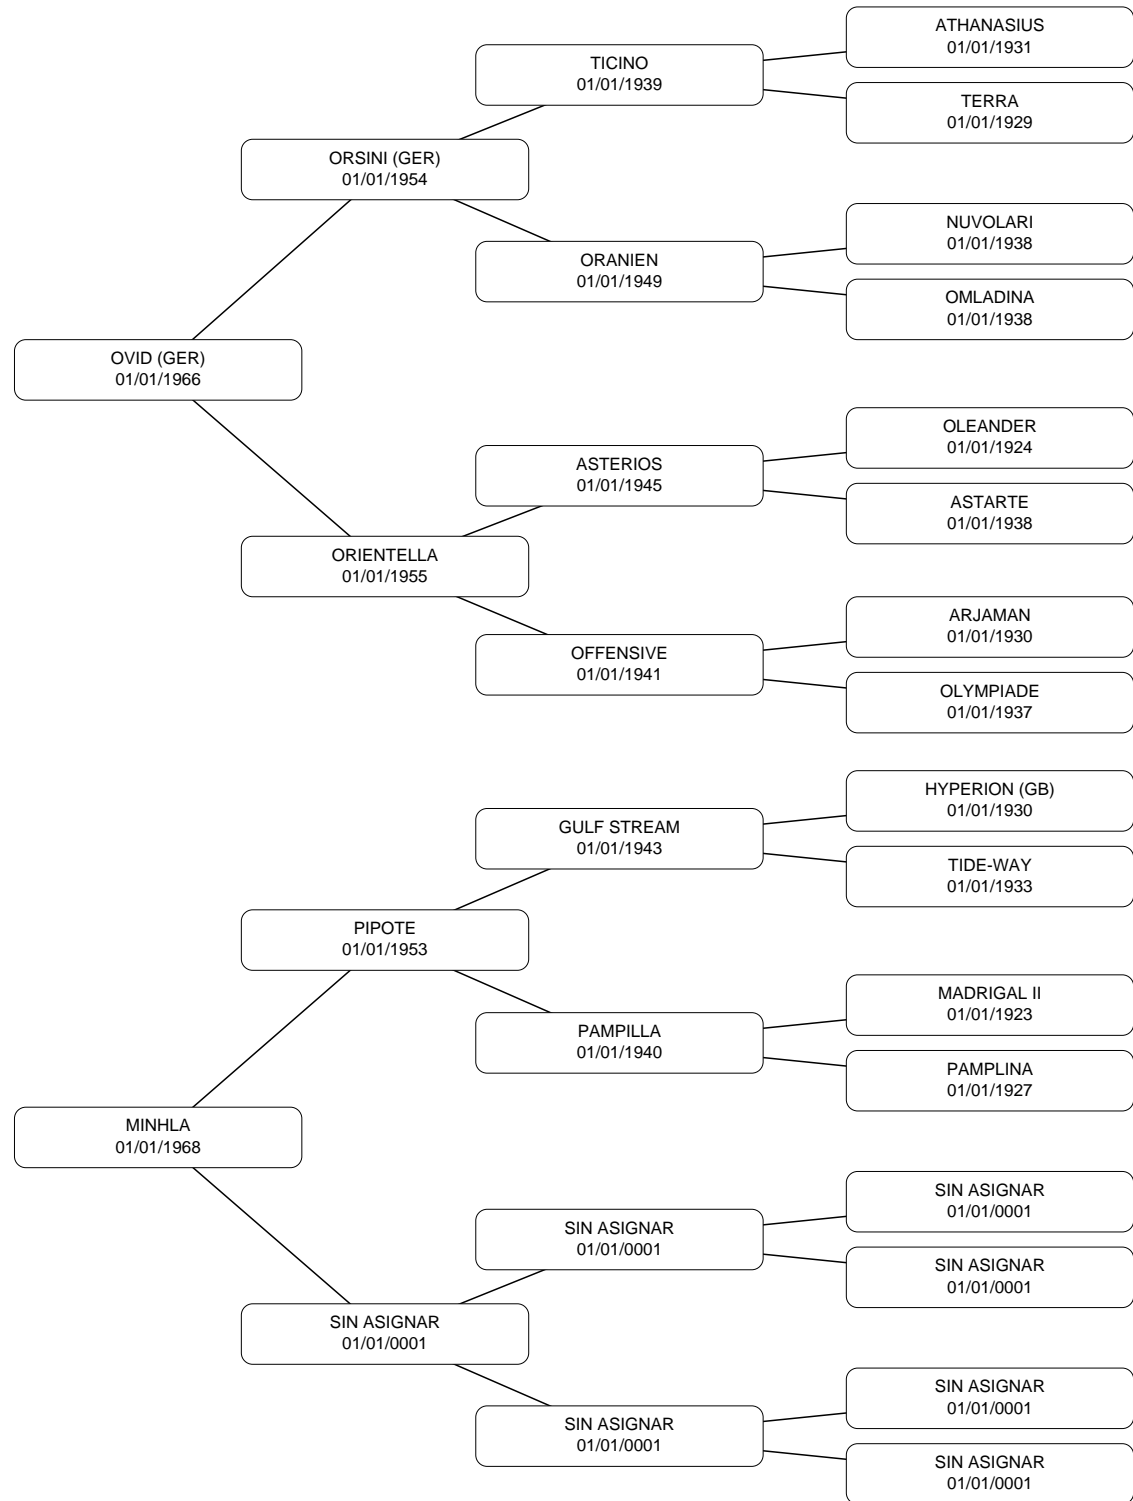 ATHANASIUS
01/01/1931
TICINO
01/01/1939
TERRA
01/01/1929
ORSINI (GER)
01/01/1954
NUVOLARI
01/01/1938
ORANIEN
01/01/1949
OMLADINA
01/01/1938
OVID (GER)
01/01/1966
OLEANDER
01/01/1924
ASTERIOS
01/01/1945
ASTARTE
01/01/1938
ORIENTELLA
01/01/1955
ARJAMAN
01/01/1930
OFFENSIVE
01/01/1941
OLYMPIADE
01/01/1937
HYPERION (GB)
01/01/1930
GULF STREAM
01/01/1943
TIDE-WAY
01/01/1933
PIPOTE
01/01/1953
MADRIGAL II
01/01/1923
PAMPILLA
01/01/1940
PAMPLINA
01/01/1927
MINHLA
01/01/1968
SIN ASIGNAR
01/01/0001
SIN ASIGNAR
01/01/0001
SIN ASIGNAR
01/01/0001
SIN ASIGNAR
01/01/0001
SIN ASIGNAR
01/01/0001
SIN ASIGNAR
01/01/0001
SIN ASIGNAR
01/01/0001